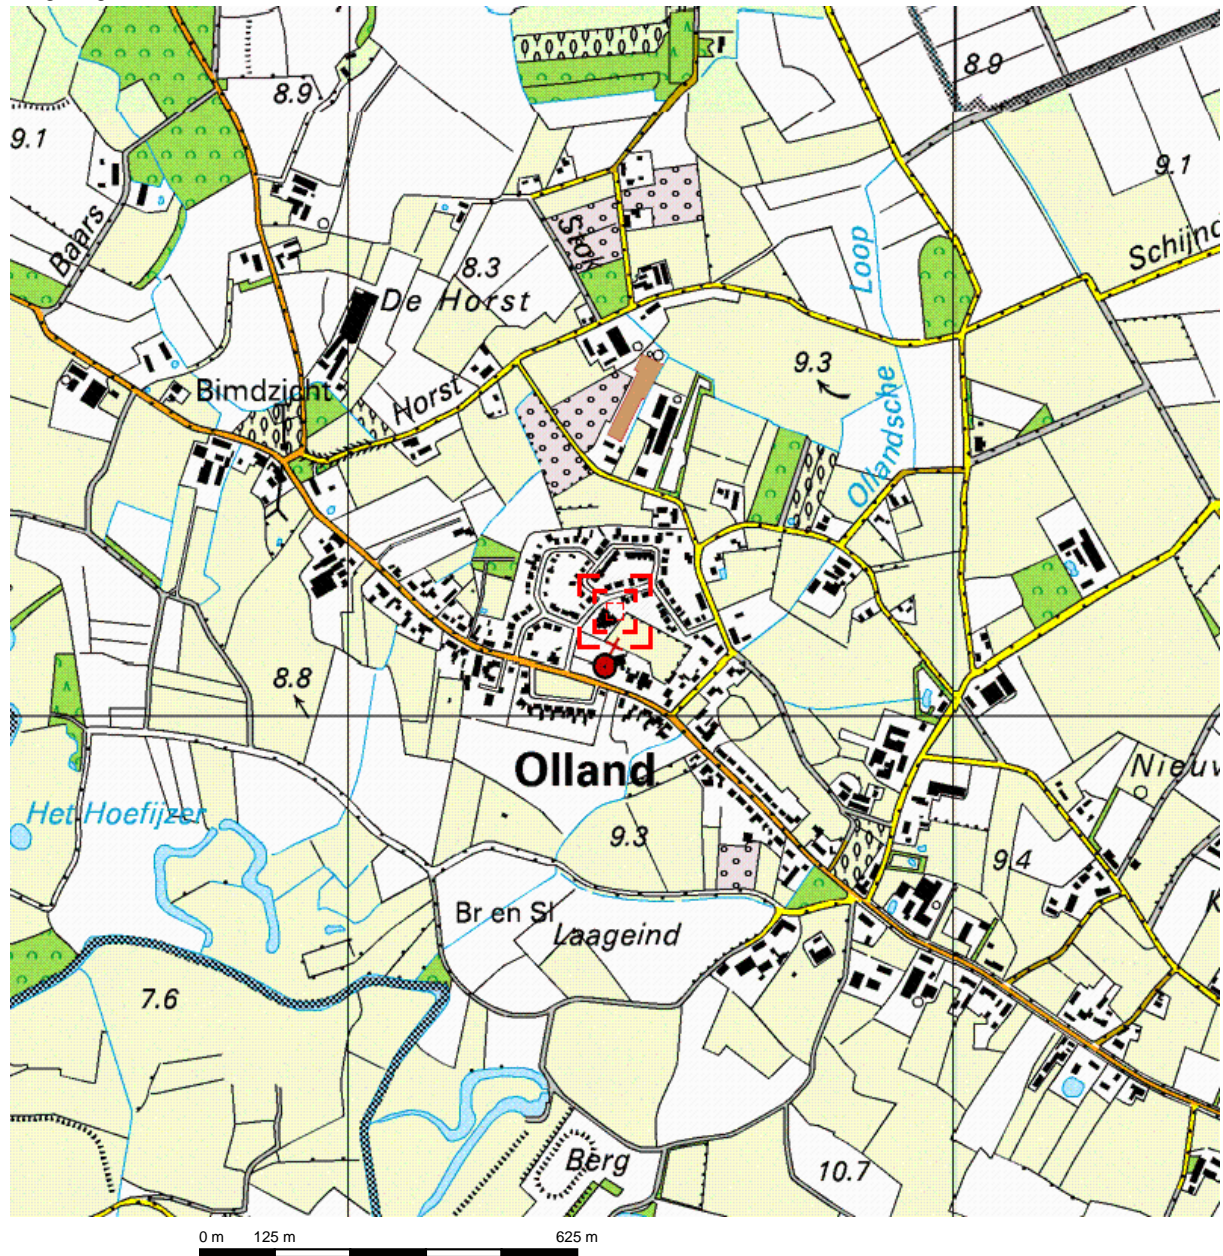 8.9
8.9
9.1
9.1
Baars
Stok
Loop
Schijnd
8.3
De Horst
9.3
Bimdzicht
Horst
Ollandsche
8.8
Olland
Nieuw
Het Hoefijzer
9.3
9.4
Br en Sl
Laageind
K
7.6
Berg
10.7
0 m 125 m 625 m